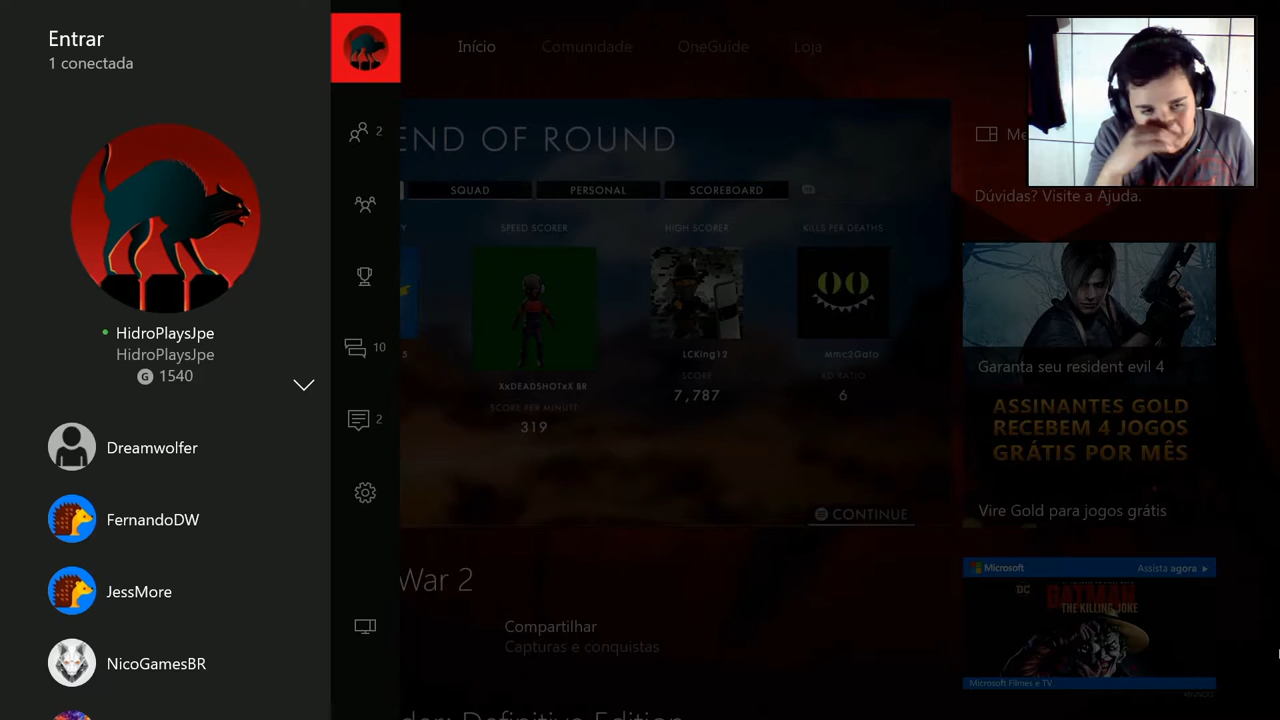 Entrar
1 conectada
HidroPlaysJpe
HidroPlaysJpe
G 1540
Dreamwolfer
FernandoDW
JessMore
NicoGamesBR
2
10
2
Início
Comunidade
OneGuide
Loja
END OF ROUND
SQUAD
PERSONAL
SCOREBOARD
SPEED SCORER
HIGH SCORER
KILLS PER DEATHS
XxDEADSHOTxX BR
SCORE PER MINUTE
319
LCKing12
SCORE
7,787
Mmc2Gato
KD RATIO
6
CONTINUE
War 2
Compartilhar
Capturas e conquistas
Definitive Edition
Dúvidas? Visite a Ajuda.
Garanta seu resident evil 4
ASSINANTES GOLD
RECEBEM 4 JOGOS
GRÁTIS POR MÊS
Vire Gold para jogos grátis
Microsoft
Assista agora
DC
BATMAN
THE KILLING JOKE
Microsoft Filmes e TV